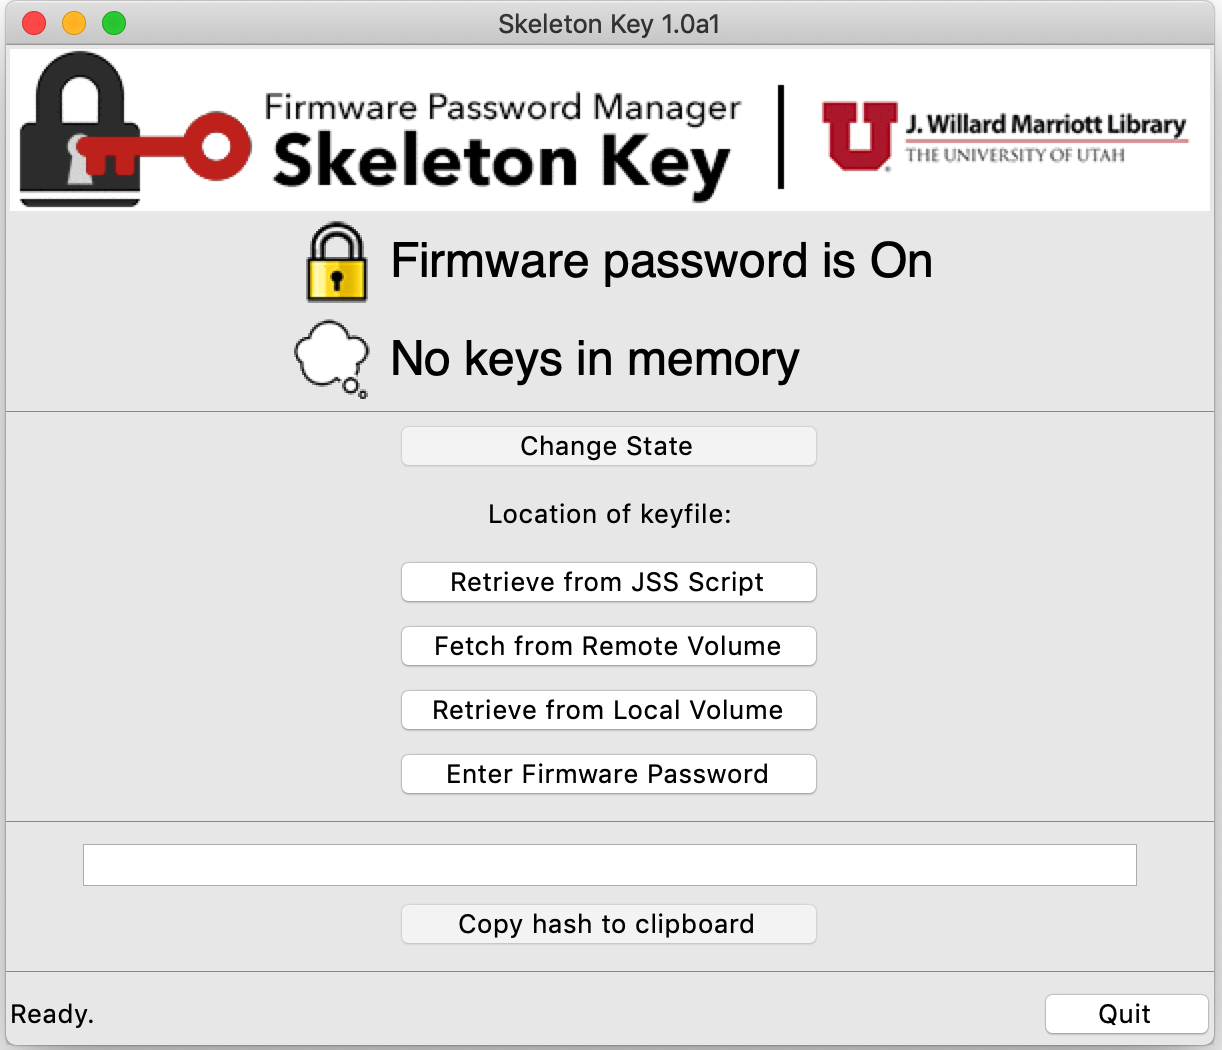 Skeleton Key 1.0a1
Firmware Password Manager
Skeleton Key
J. Willard Marriott Library
THE UNIVERSITY OF UTAH
Firmware password is On
No keys in memory
Change State
Location of keyfile:
Retrieve from JSS Script
Fetch from Remote Volume
Retrieve from Local Volume
Enter Firmware Password
Copy hash to clipboard
Ready.
Quit